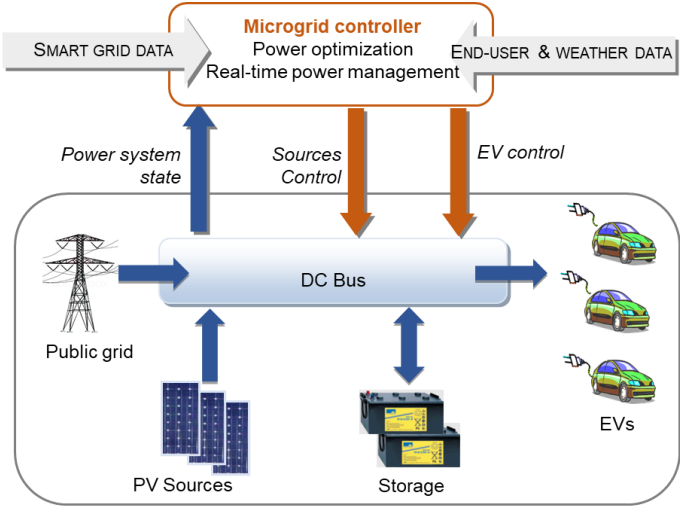 Microgrid controller
SMART GRID DATA
Power optimization
END-USER & WEATHER DATA
Real-time power management
Power system
state
Sources
Control
EV control
DC Bus
Public grid
EVs
PV Sources
Storage